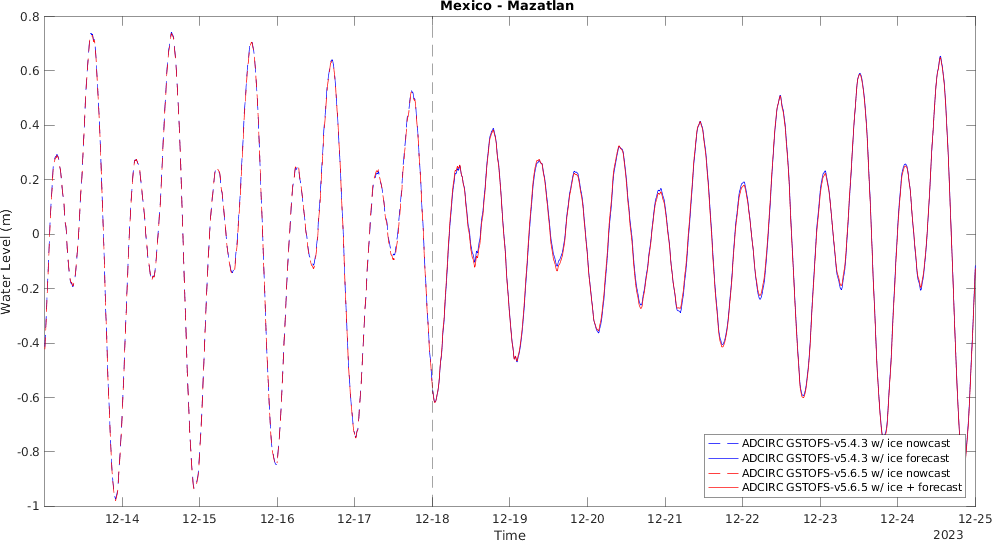 Mexico - Mazatlan
0.8
0.6
0.4
0.2
0
-0.2
-0.4
-0.6
-0.8
-1
Water Level (m)
ADCIRC GSTOFS-v5.4.3 w/ ice nowcast
ADCIRC GSTOFS-v5.4.3 w/ ice forecast
ADCIRC GSTOFS-v5.6.5 w/ ice nowcast
ADCIRC GSTOFS-v5.6.5 w/ ice + forecast
12-14 12-15 12-16 12-17 12-18 12-19 12-20 12-21 12-22 12-23 12-24 12-25
Time
2023